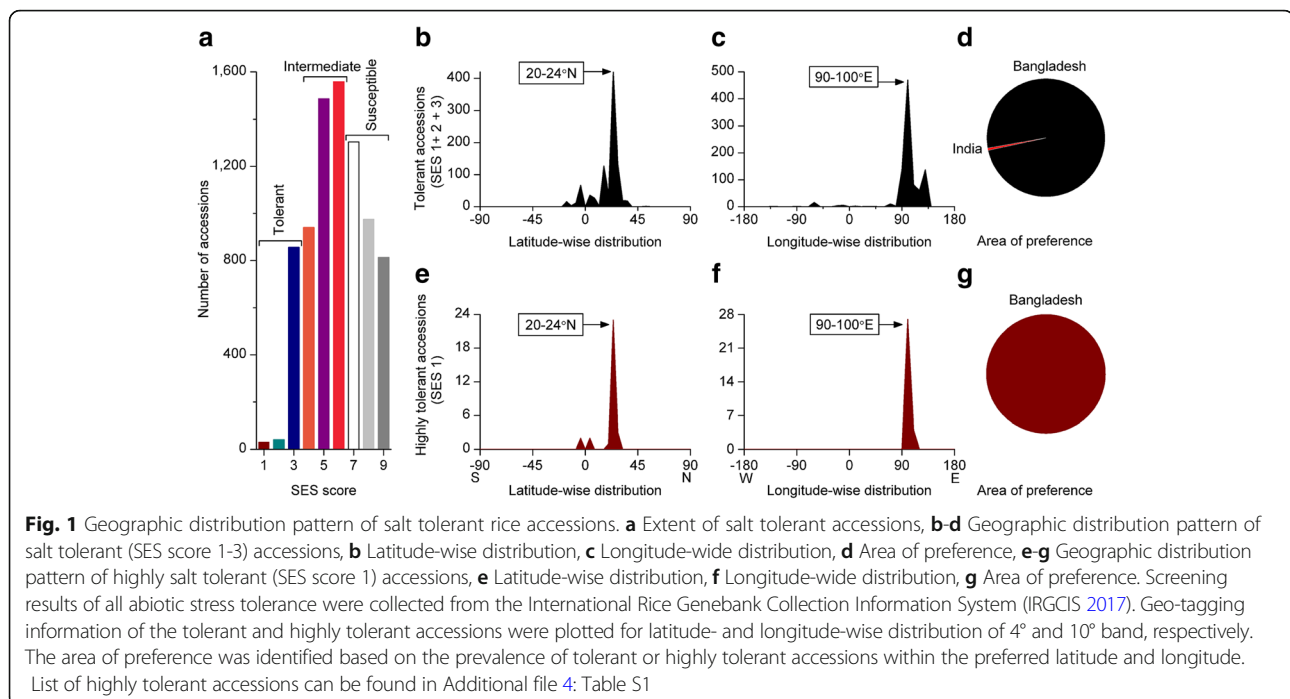 a
b
c
d
1,600
1,200
800
400
0
Number of accessions
Tolerant
Intermediate
Susceptible
1
3
5
7
9
SES score
400
300
200
100
0
Tolerant accessions
(SES 1+ 2 + 3)
20-24°N
-90
-45
0
45
90
Latitude-wise distribution
500
400
300
200
100
0
90-100°E
-180
-90
0
90
180
Longitude-wise distribution
Bangladesh
India
Area of preference
e
f
g
24
18
12
6
0
Highly tolerant accessions
(SES 1)
20-24°N
-90
-45
0
45
90
S
N
Latitude-wise distribution
28
21
14
7
0
90-100°E
-180
-90
0
90
180
W
E
Longitude-wise distribution
Bangladesh
Area of preference
Fig. 1 Geographic distribution pattern of salt tolerant rice accessions. a Extent of salt tolerant accessions, b-d Geographic distribution pattern of
salt tolerant (SES score 1-3) accessions, b Latitude-wise distribution, c Longitude-wide distribution, d Area of preference, e-g Geographic distribution
pattern of highly salt tolerant (SES score 1) accessions, e Latitude-wise distribution, f Longitude-wide distribution, g Area of preference. Screening
results of all abiotic stress tolerance were collected from the International Rice Genebank Collection Information System (IRGCIS 2017). Geo-tagging
information of the tolerant and highly tolerant accessions were plotted for latitude- and longitude-wise distribution of 4° and 10° band, respectively.
The area of preference was identified based on the prevalence of tolerant or highly tolerant accessions within the preferred latitude and longitude.
List of highly tolerant accessions can be found in Additional file 4: Table S1